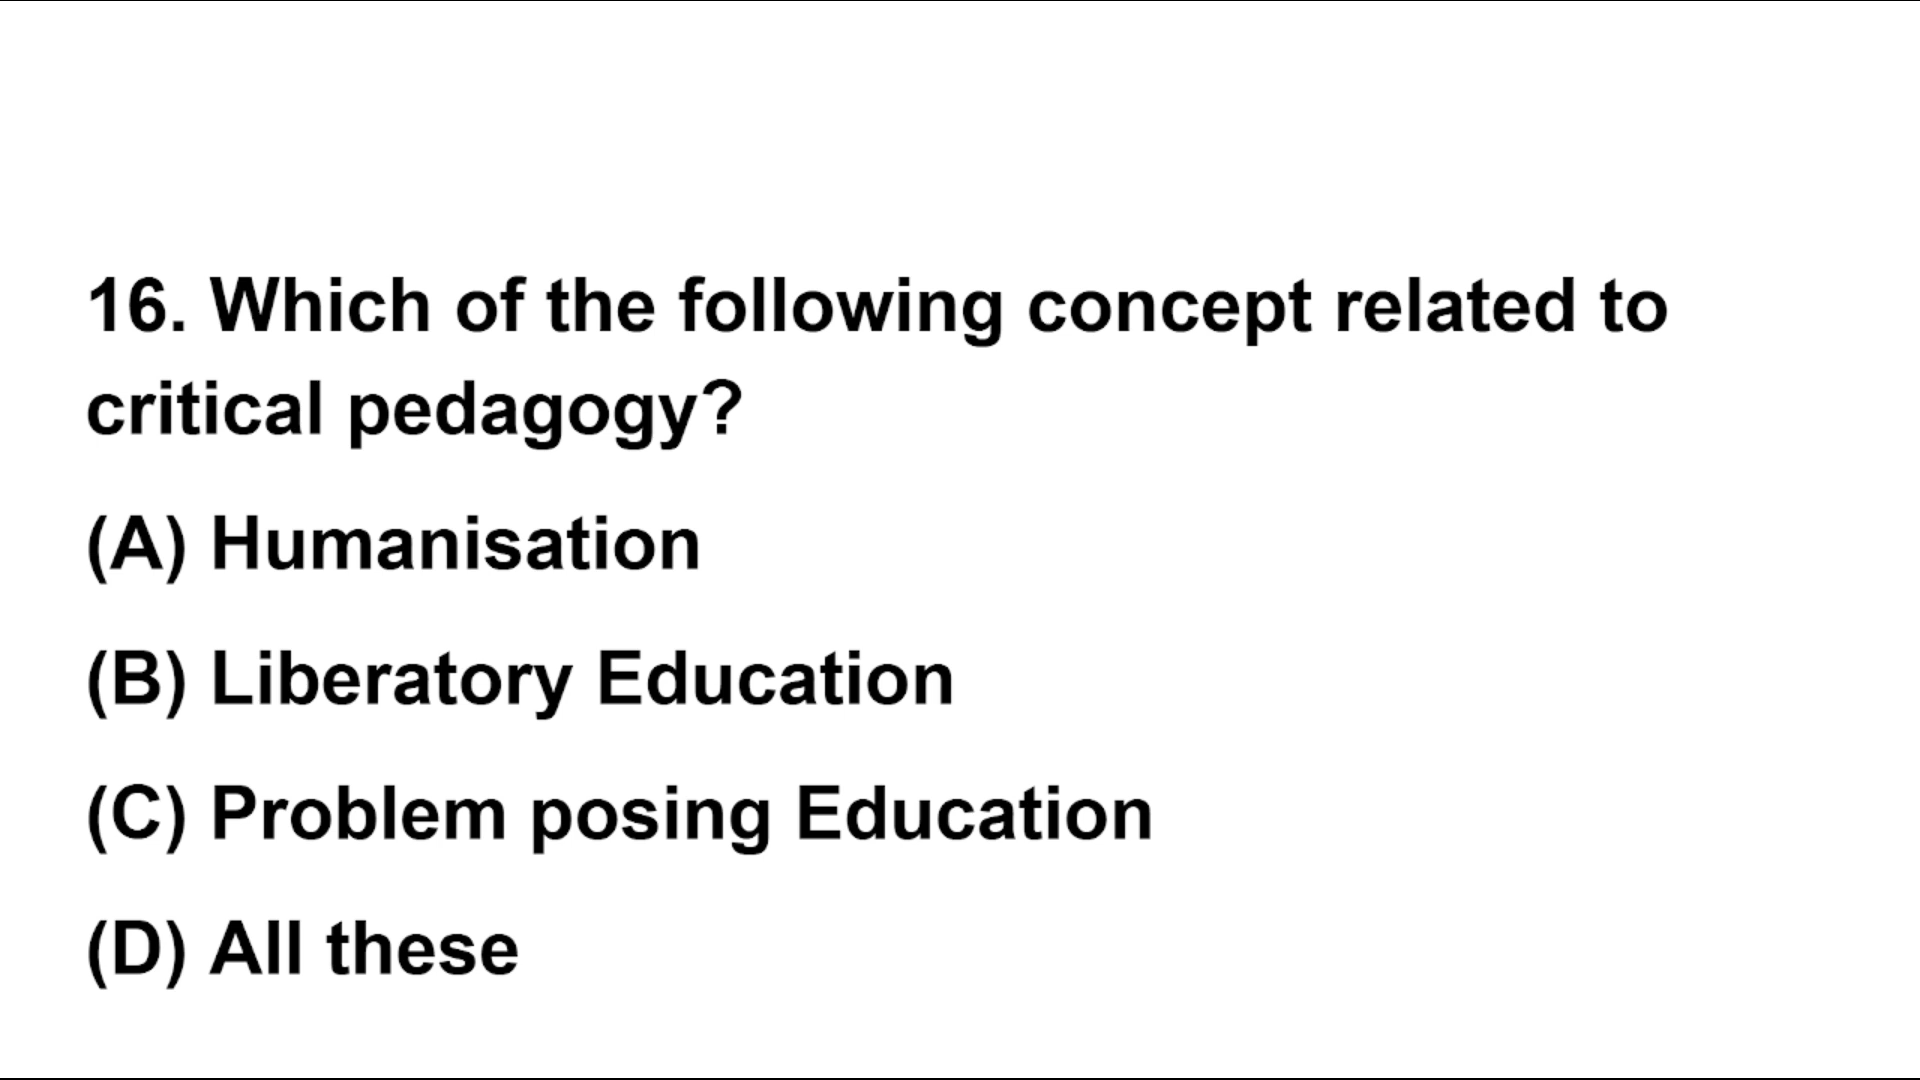 16. Which of the following concept related to
critical pedagogy?
(A) Humanisation
(B) Liberatory Education
(C) Problem posing Education
(D) All these